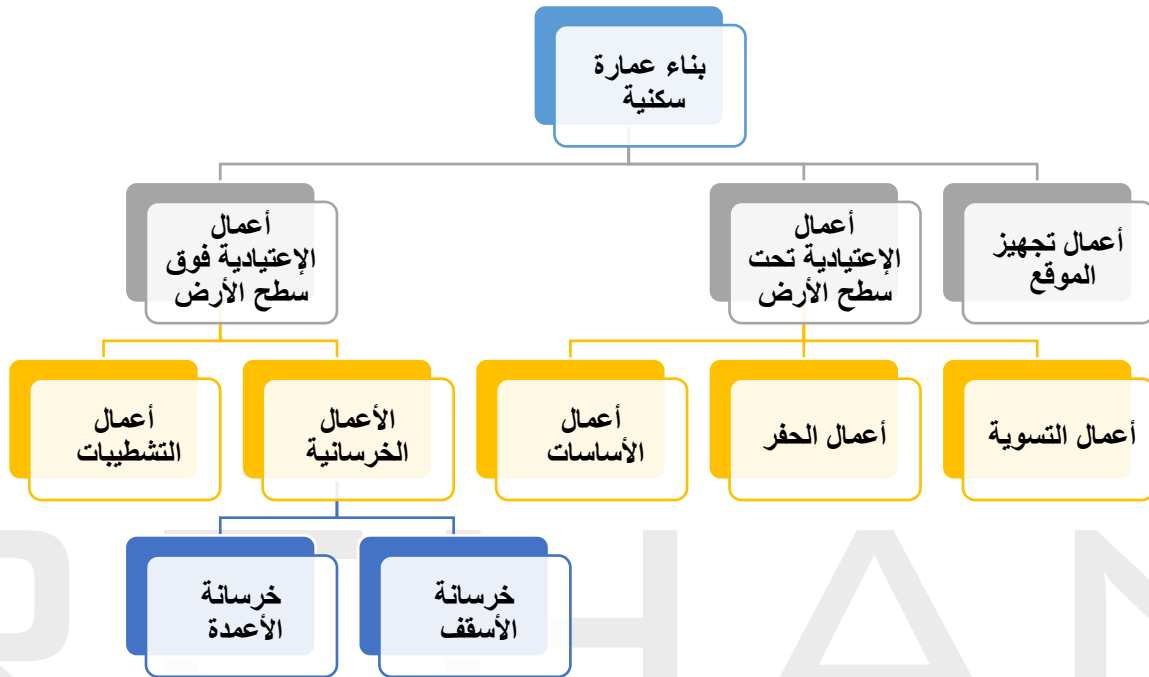 بناء عمارة
سكنية
أعمال تجهيز
الموقع
أعمال
الإعتيادية تحت
سطح الأرض
أعمال
الإعتيادية فوق
سطح الأرض
أعمال التسوية
أعمال الحفر
أعمال
الأساسات
الأعمال
الخرسانية
أعمال
التشطيبات
خرسانة
الأسقف
خرسانة
الأعمدة